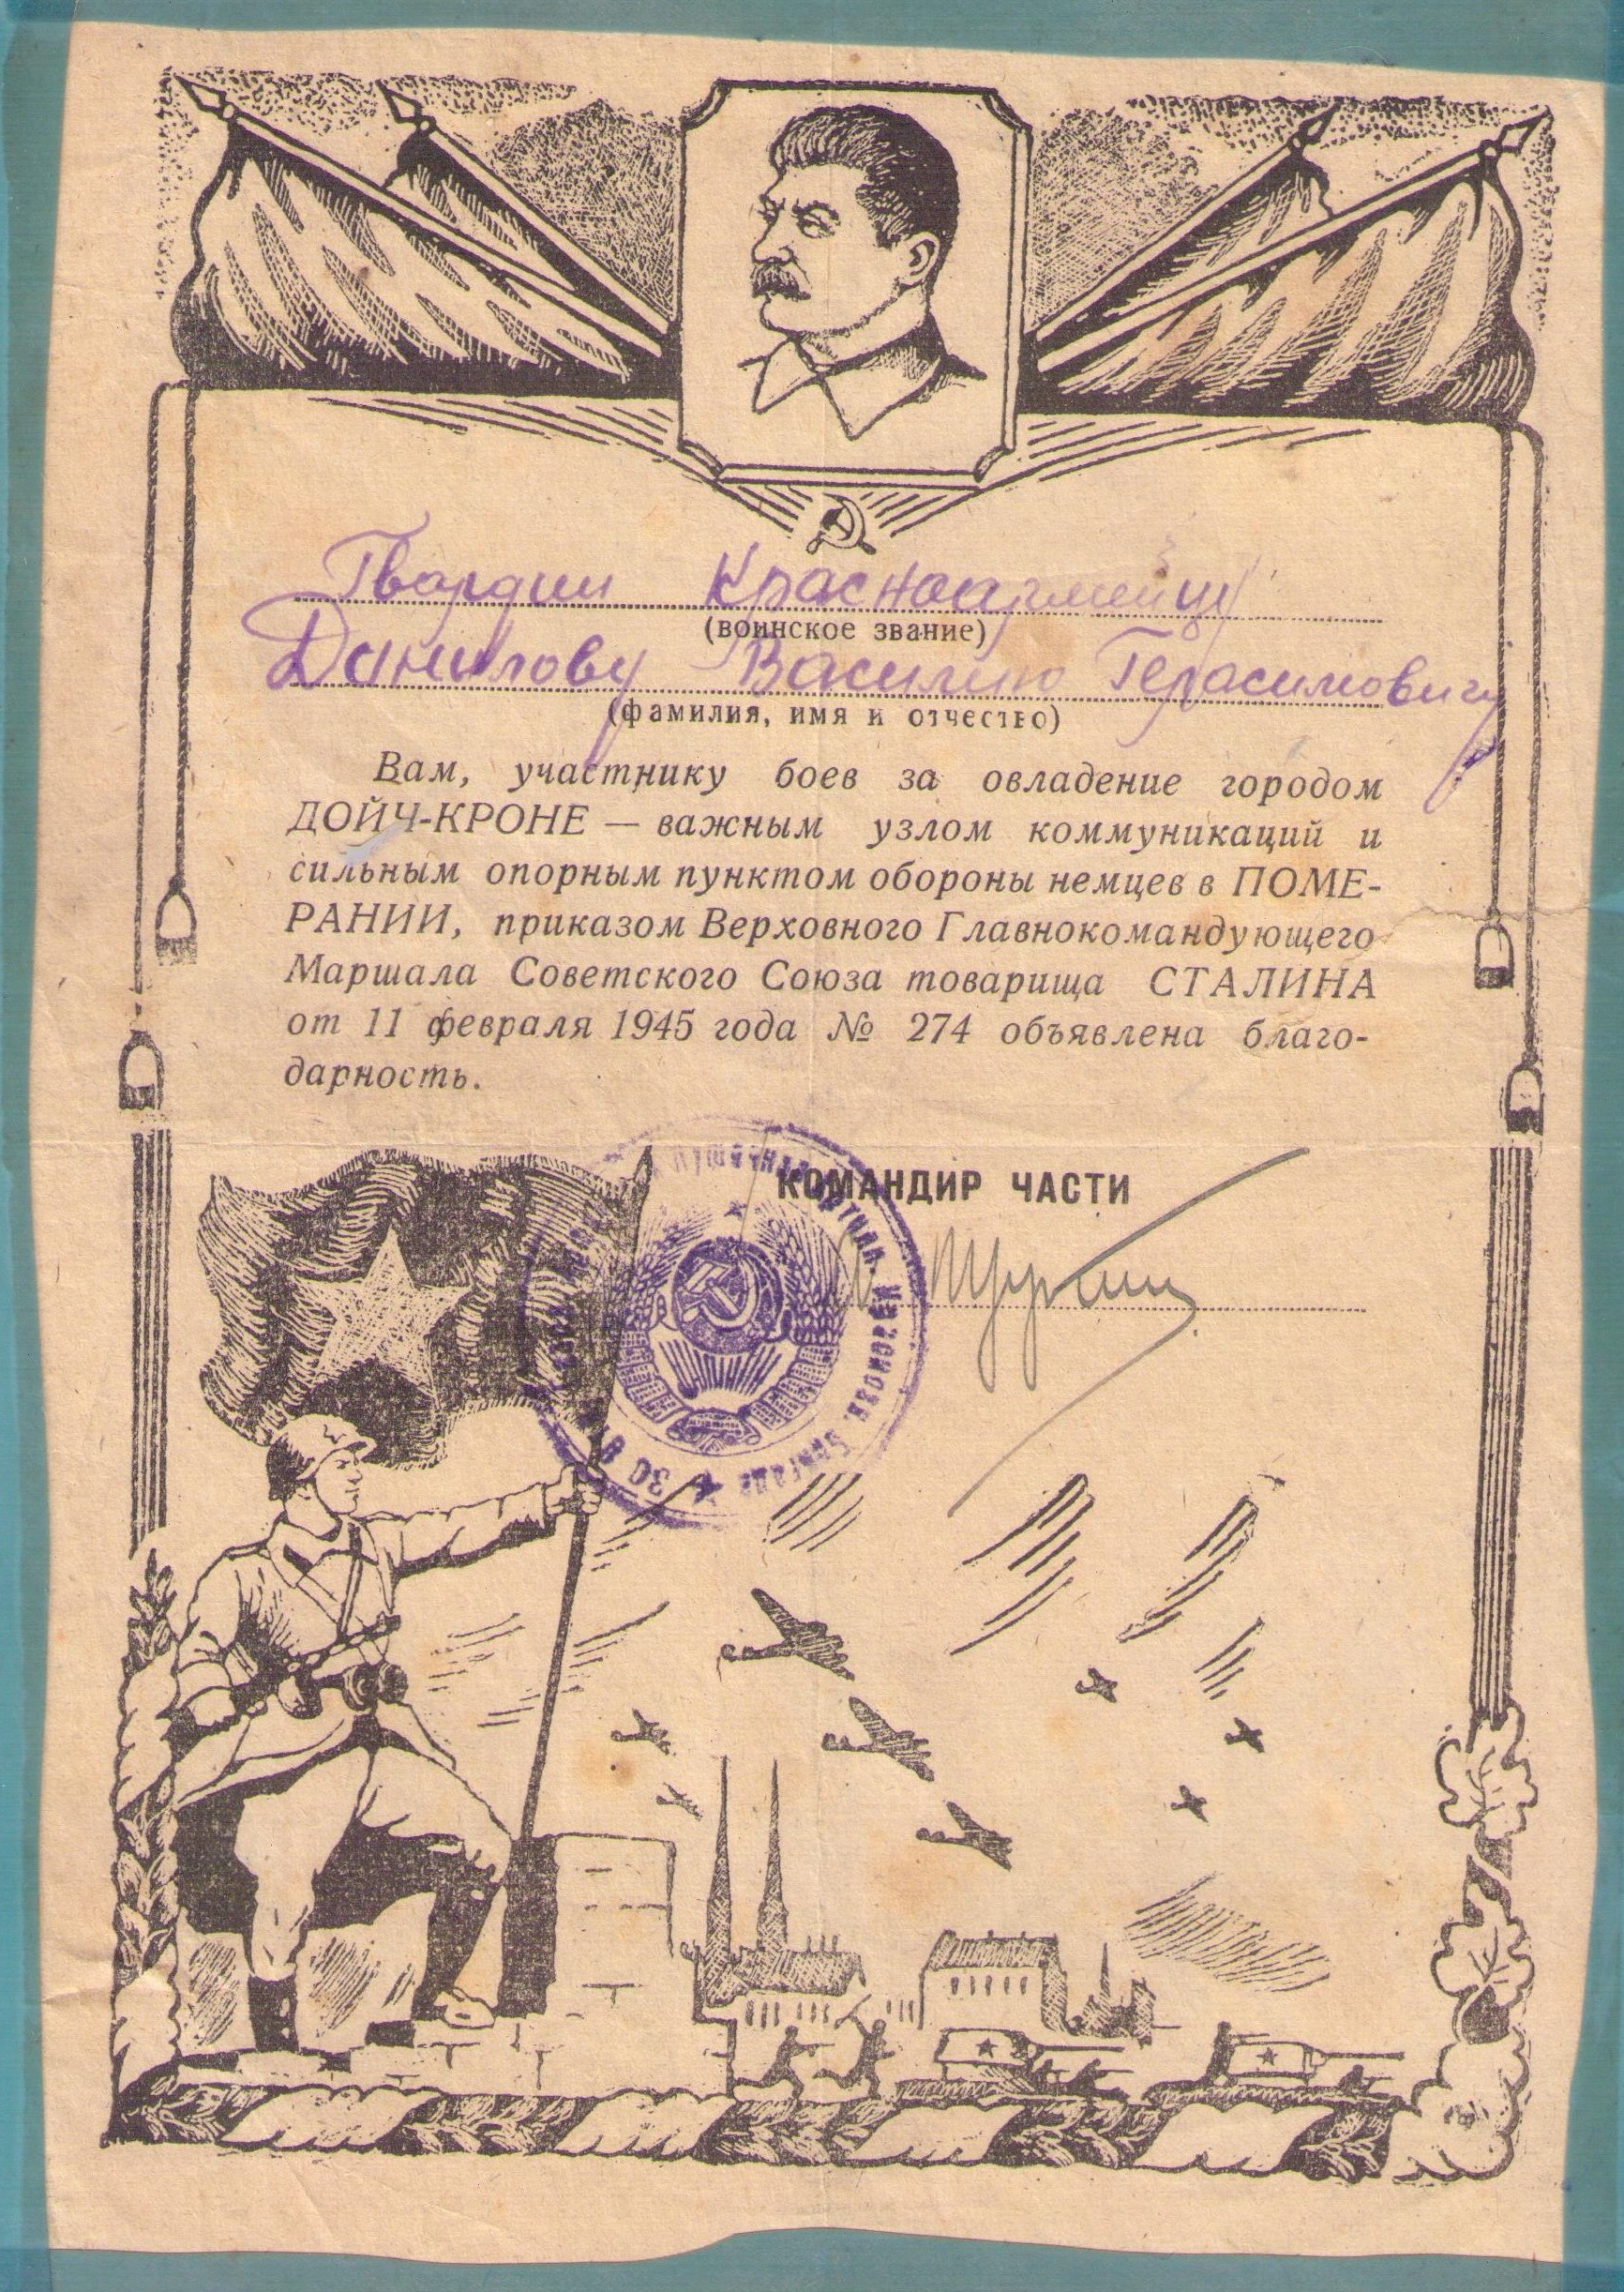 Гвардии Красноармейцу
(воинское звание)
Данилову Василию Герасимовичу
(фамилия, имя и отчество)
Вам, участнику боев за овладение городом
ДОЙЧ-КРОНЕ — важным узлом коммуникаций и
сильным опорным пунктом обороны немцев в ПОМЕ-
РАНИИ, приказом Верховного Главнокомандующего
Маршала Советского Союза товарища СТАЛИНА
от 11 февраля 1945 года № 274 объявлена благо-
дарность.
КОМАНДИР ЧАСТИ
бригада
30